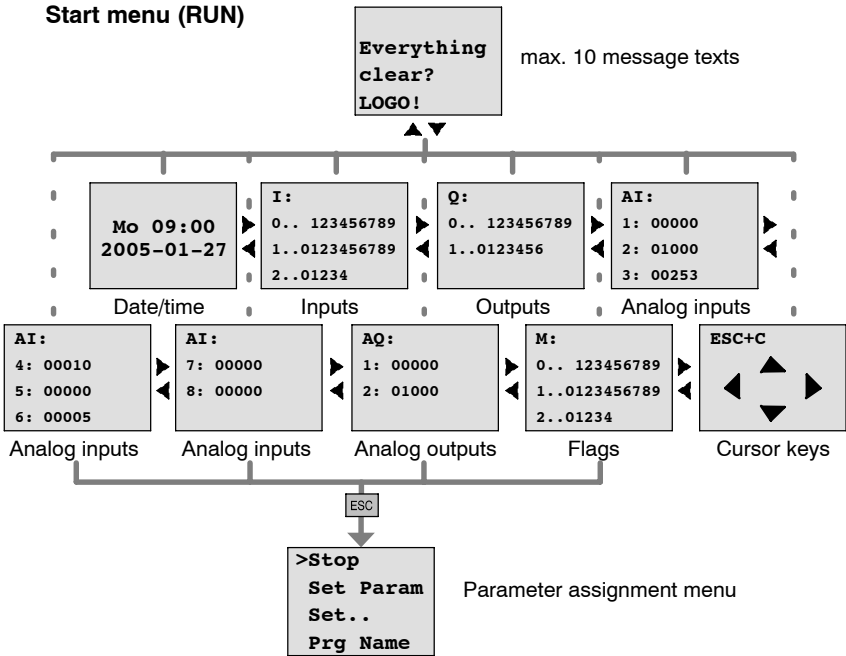 Start menu (RUN)
Everything
clear?
LOGO!
max. 10 message texts
Mo 09:00
2005-01-27
Date/time
I:
0.. 123456789
1..0123456789
2..01234
Inputs
Q:
0.. 123456789
1..0123456
Outputs
AI:
1: 00000
2: 01000
3: 00253
Analog inputs
AI:
4: 00010
5: 00000
6: 00005
Analog inputs
AI:
7: 00000
8: 00000
Analog inputs
AQ:
1: 00000
2: 01000
Analog outputs
M:
0.. 123456789
1..0123456789
2..01234
Flags
ESC+C
Cursor keys
ESC
>Stop
Set Param
Set..
Prg Name
Parameter assignment menu